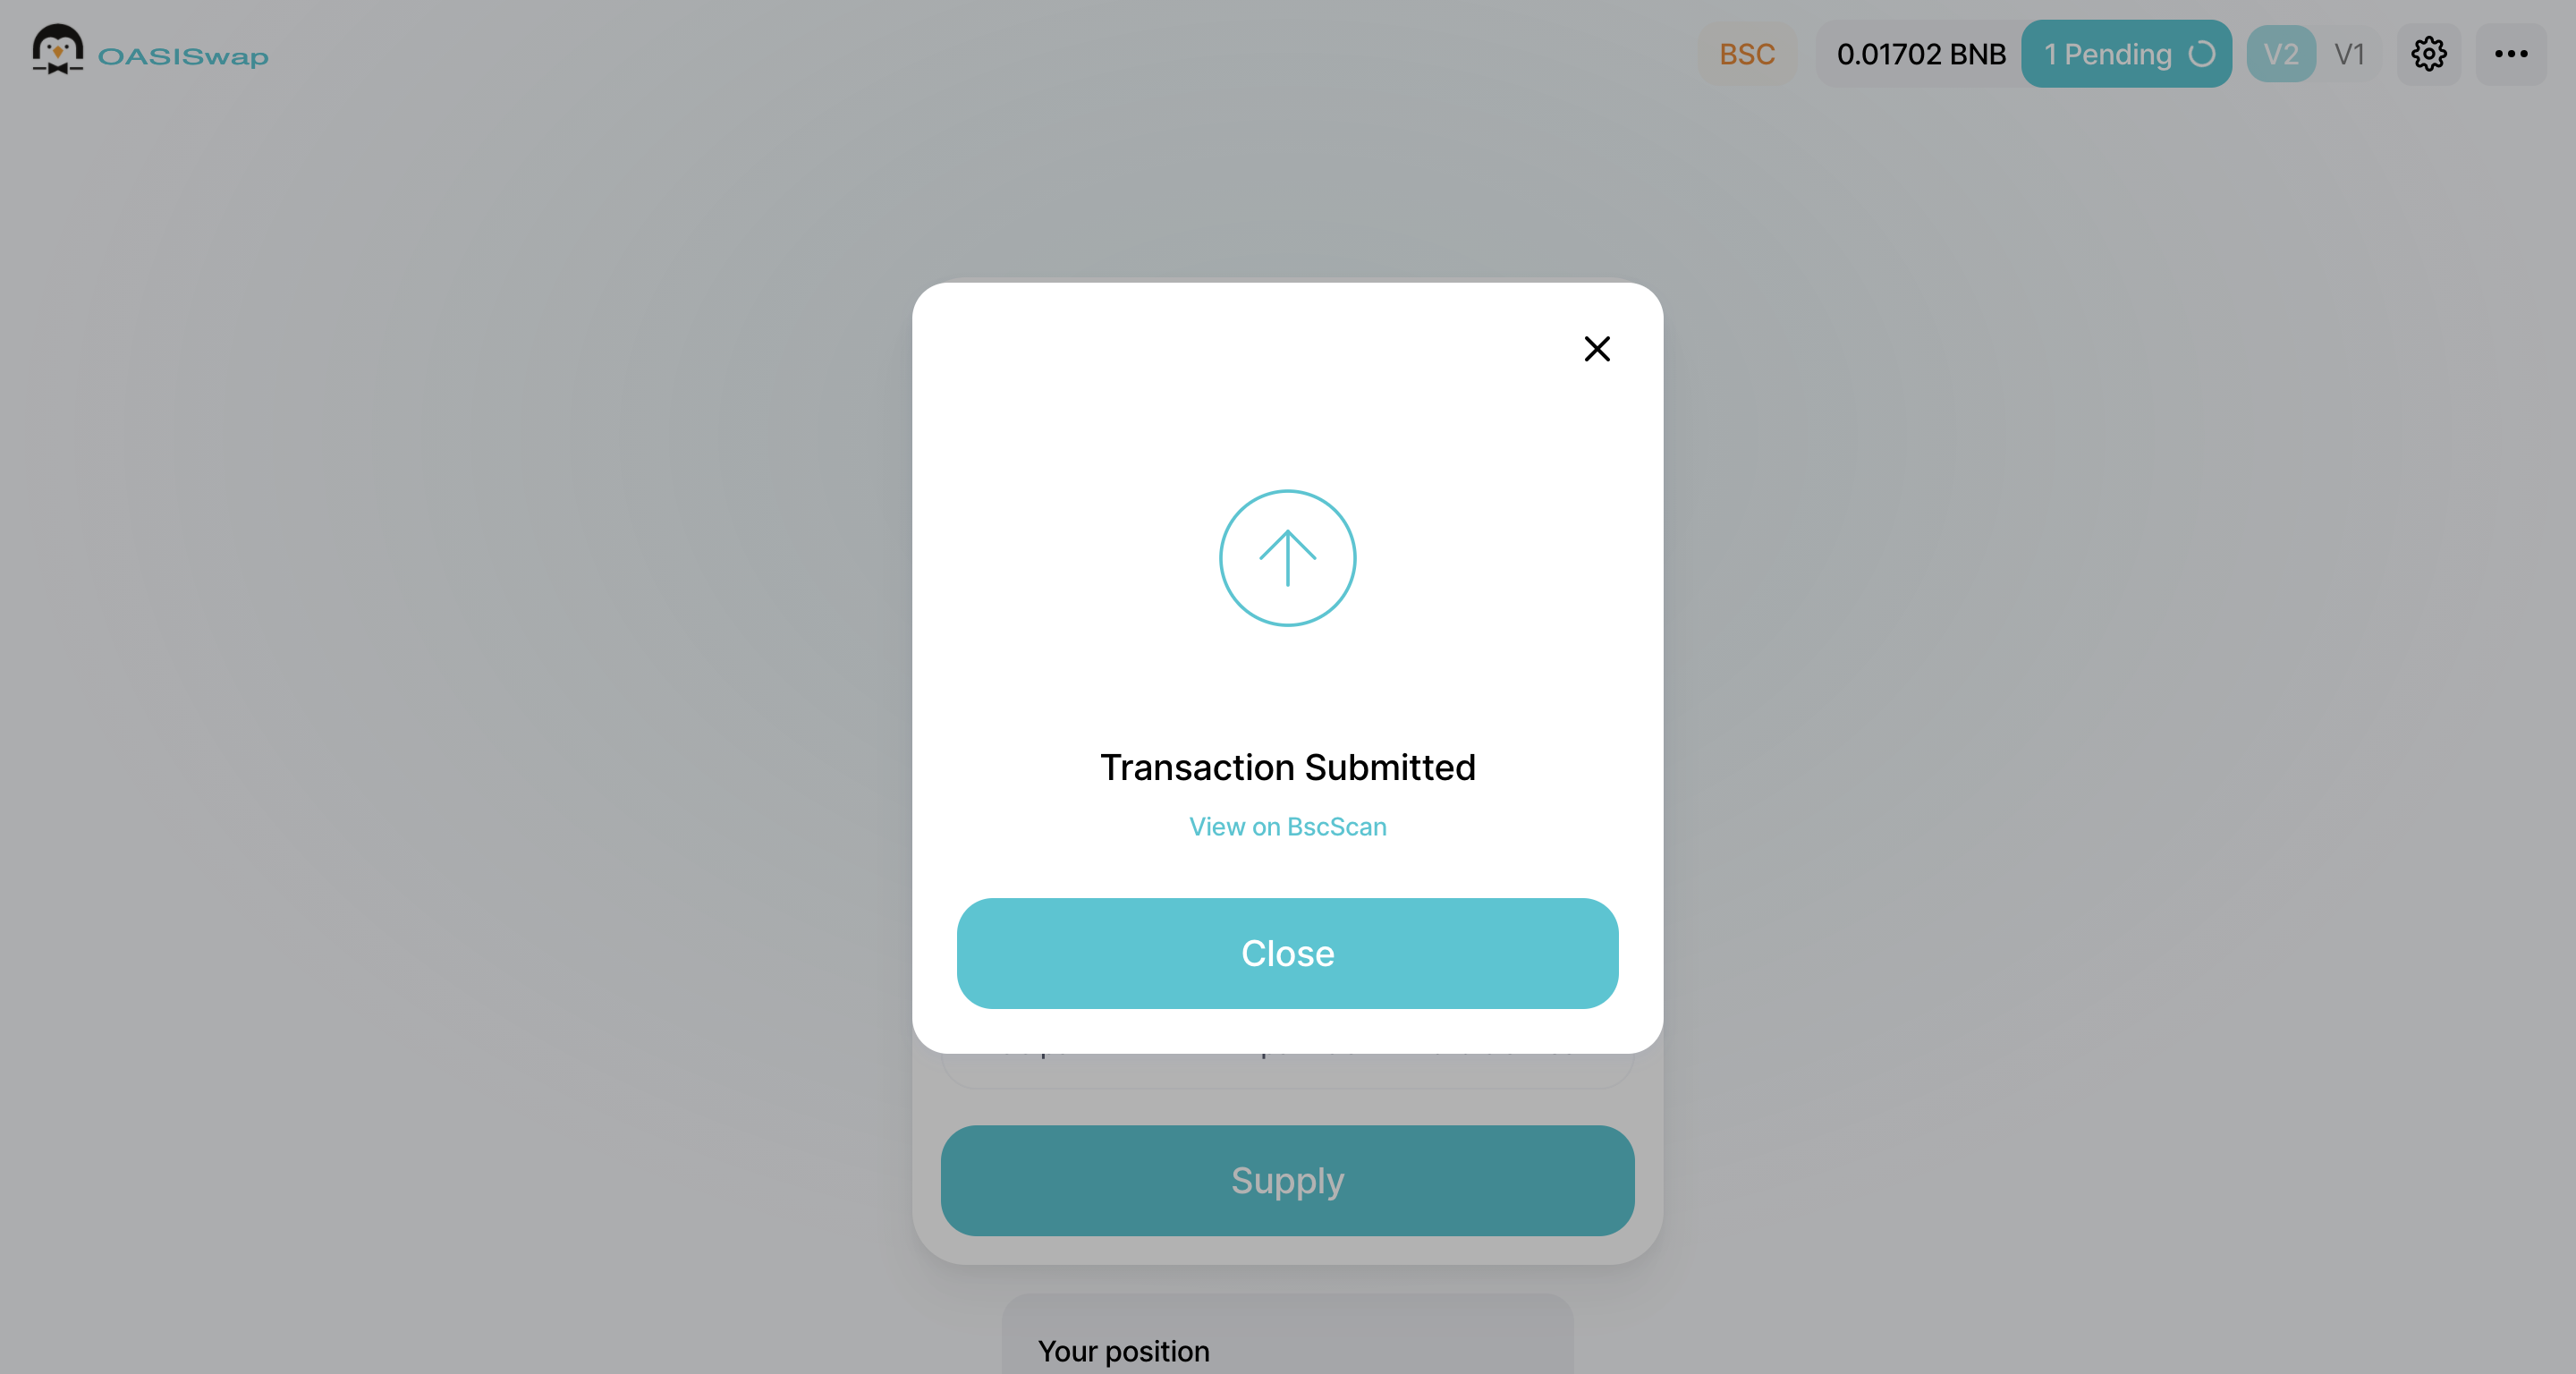 OASISwap
BSC
0.01702 BNB
1 Pending
V2
V1
Transaction Submitted
View on BscScan
Close
Supply
Your position